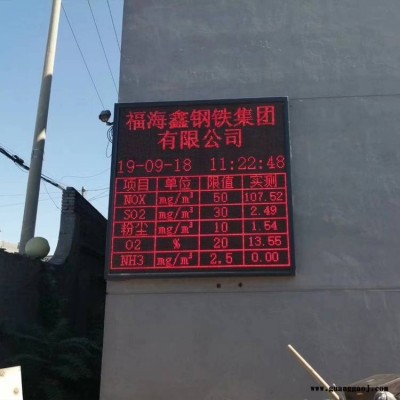 福海鑫钢铁集团
有限公司
19-09-18 11:22:48
项目 单位 限值 实测
NOX mg/m³ 50 107.52
SO2 mg/m³ 30 2.49
粉尘 mg/m³ 10 1.54
O2 % 20 13.55
NH3 mg/m³ 2.5 0.00
www.guanggaoj.com